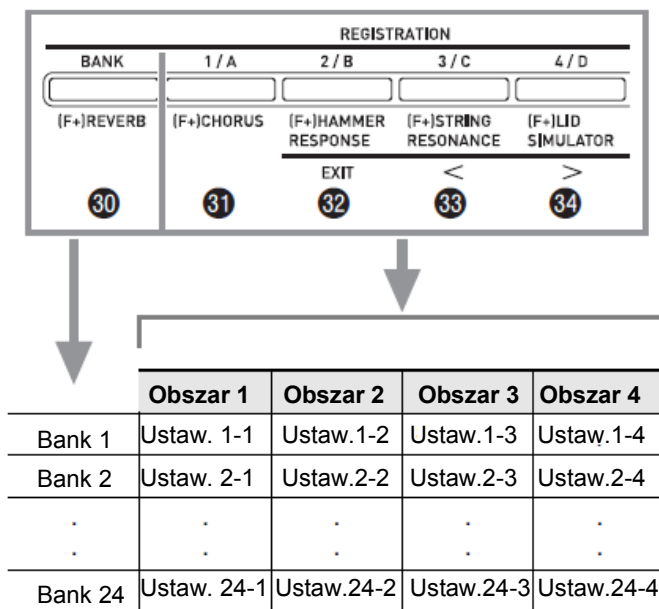 REGISTRATION
BANK 1 / A 2 / B 3 / C 4 / D
(F+)REVERB (F+)CHORUS (F+)HAMMER RESPONSE (F+)STRING RESONANCE (F+)LID SIMULATOR
EXIT < >
30 31 32 33 34
Obszar 1 Obszar 2 Obszar 3 Obszar 4
Bank 1 Ustaw. 1-1 Ustaw.1-2 Ustaw.1-3 Ustaw.1-4
Bank 2 Ustaw. 2-1 Ustaw.2-2 Ustaw.2-3 Ustaw.2-4
. . . . .
. . . . .
Bank 24 Ustaw. 24-1 Ustaw.24-2 Ustaw.24-3 Ustaw.24-4